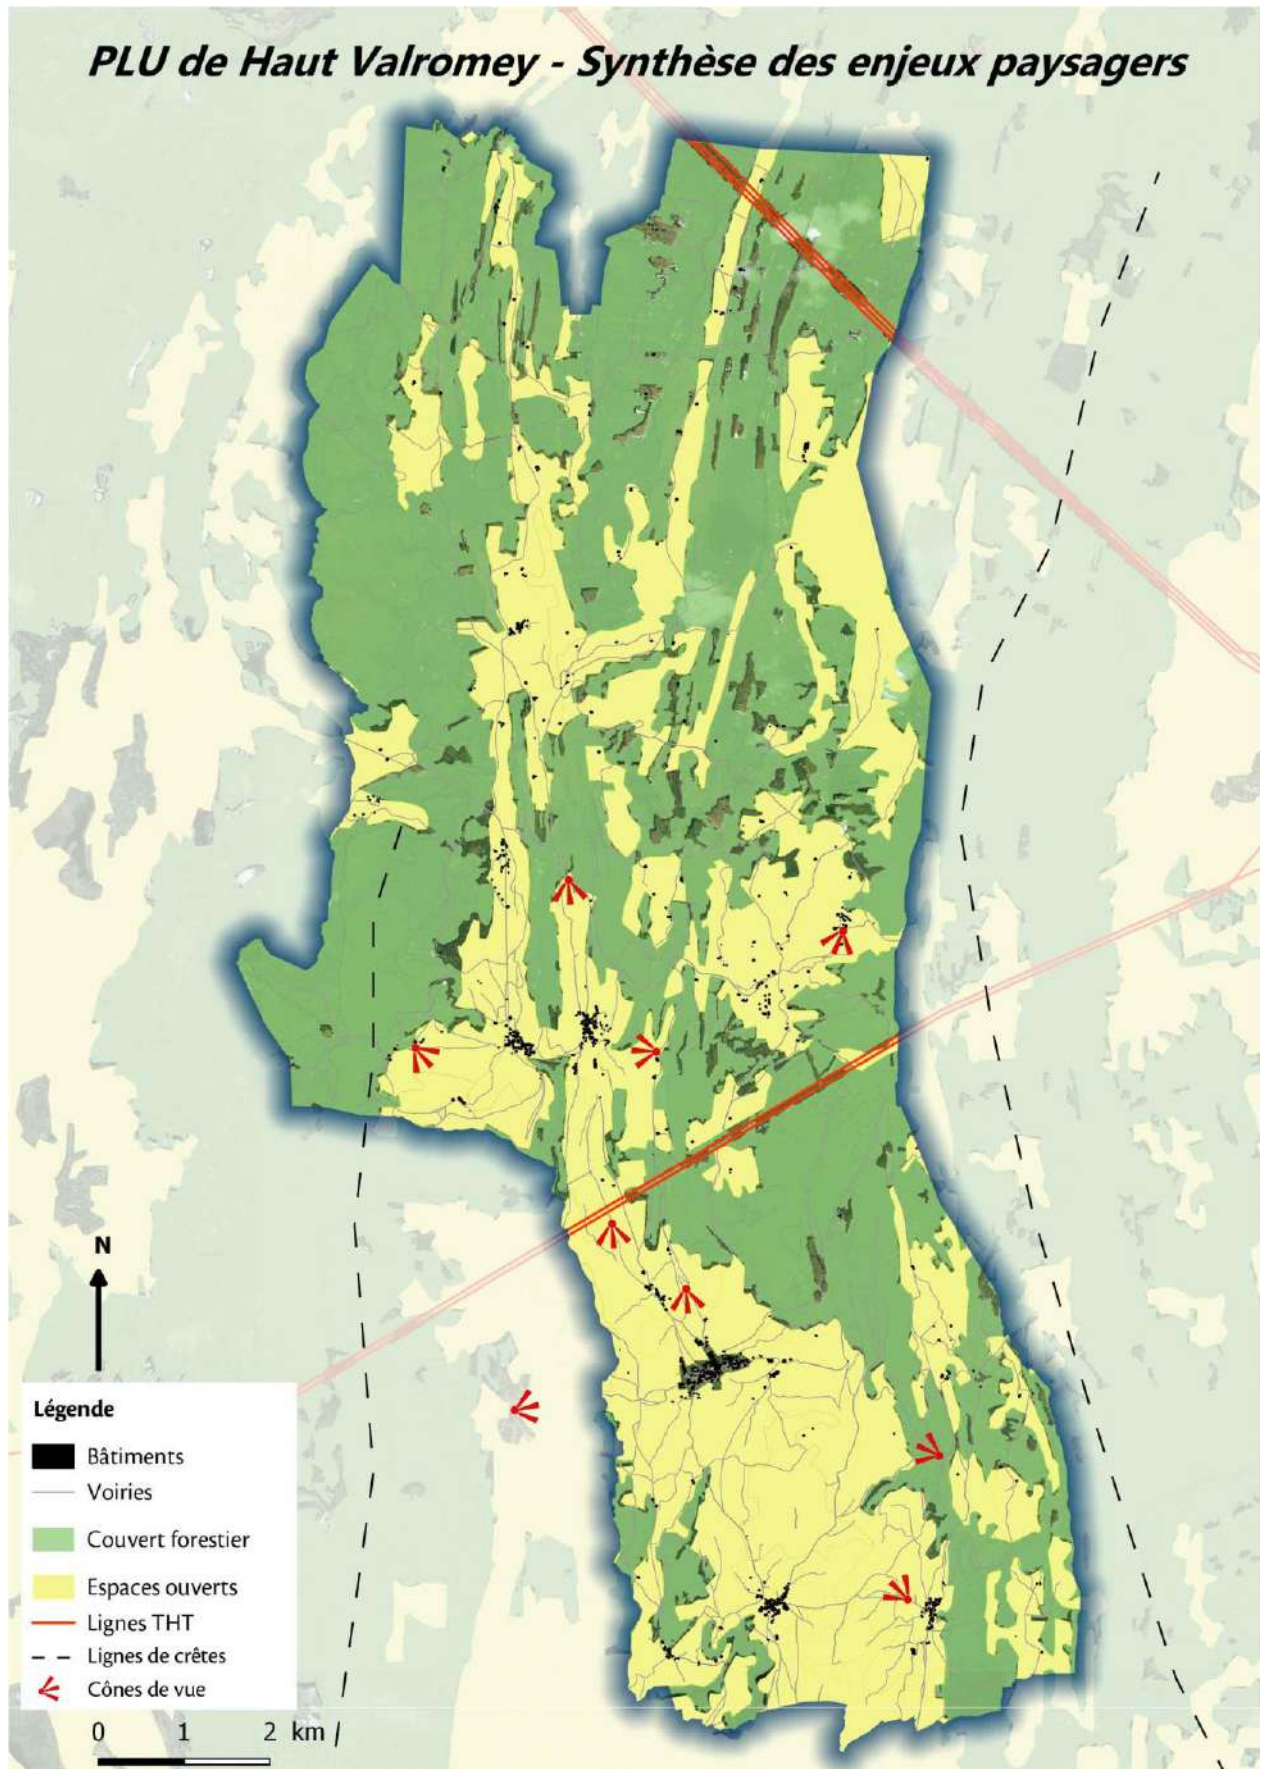 PLU de Haut Valromey - Synthèse des enjeux paysagers
N
Légende
Bâtiments
Voiries
Couvert forestier
Espaces ouverts
Lignes THT
Lignes de crêtes
Cônes de vue
0 1 2 km